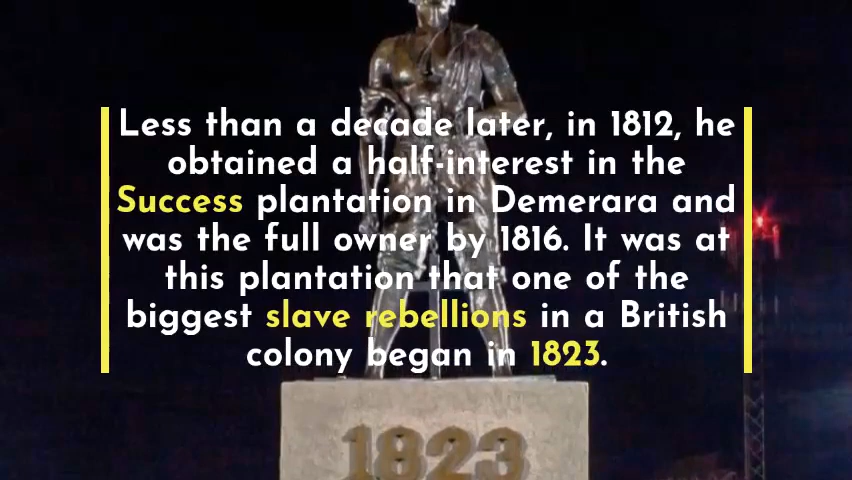 Less than a decade later, in 1812, he
obtained a half-interest in the
Success plantation in Demerara and
was the full owner by 1816. It was at
this plantation that one of the
biggest slave rebellions in a British
colony began in 1823.
1823